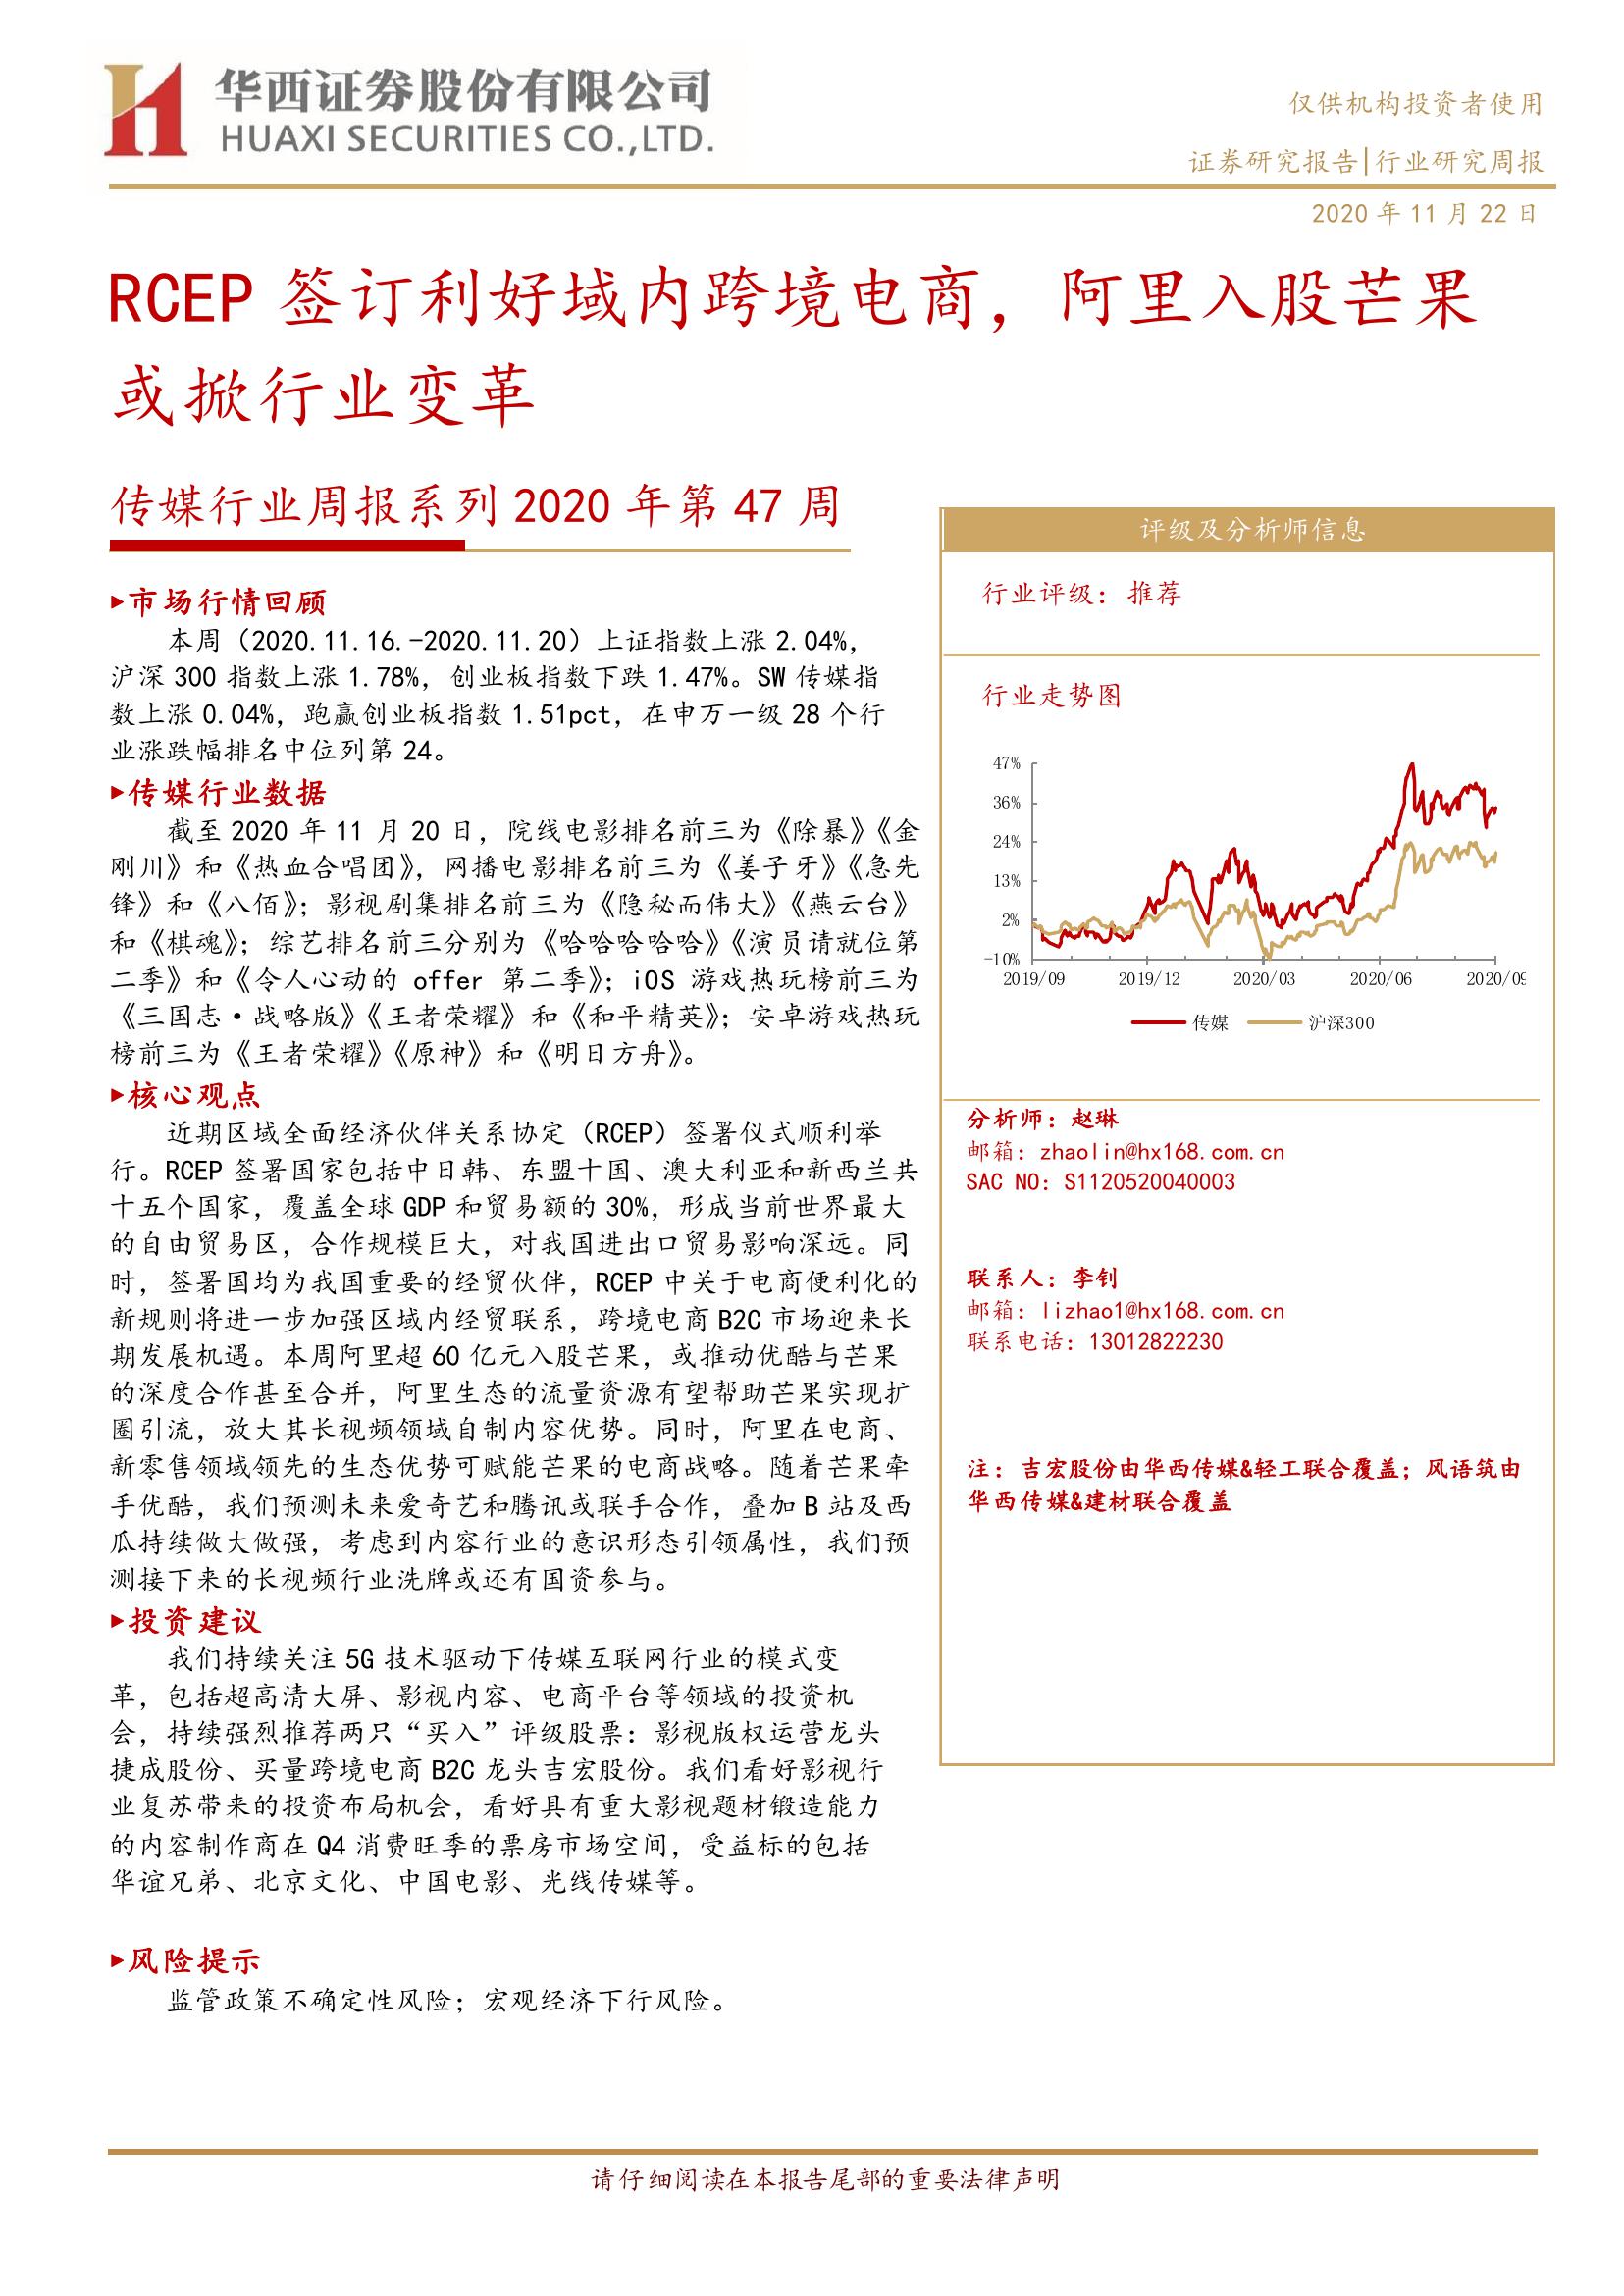 华西证券股份有限公司
HUAXI SECURITIES CO.,LTD.
仅供机构投资者使用
证券研究报告|行业研究周报
2020 年 11 月 22 日
RCEP 签订利好域内跨境电商，阿里入股芒果
或掀行业变革
传媒行业周报系列 2020 年第 47 周
▸市场行情回顾
本周（2020.11.16.-2020.11.20）上证指数上涨 2.04%，
沪深 300 指数上涨 1.78%，创业板指数下跌 1.47%。SW 传媒指
数上涨 0.04%，跑赢创业板指数 1.51pct，在申万一级 28 个行
业涨跌幅排名中位列第 24。
▸传媒行业数据
截至 2020 年 11 月 20 日，院线电影排名前三为《除暴》《金
刚川》和《热血合唱团》，网播电影排名前三为《姜子牙》《急先
锋》和《八佰》；影视剧集排名前三为《隐秘而伟大》《燕云台》
和《棋魂》；综艺排名前三分别为《哈哈哈哈哈》《演员请就位第
二季》和《令人心动的 offer 第二季》；iOS 游戏热玩榜前三为
《三国志·战略版》《王者荣耀》和《和平精英》；安卓游戏热玩
榜前三为《王者荣耀》《原神》和《明日方舟》。
▸核心观点
近期区域全面经济伙伴关系协定（RCEP）签署仪式顺利举
行。RCEP 签署国家包括中日韩、东盟十国、澳大利亚和新西兰共
十五个国家，覆盖全球 GDP 和贸易额的 30%，形成当前世界最大
的自由贸易区，合作规模巨大，对我国进出口贸易影响深远。同
时，签署国均为我国重要的经贸伙伴，RCEP 中关于电商便利化的
新规则将进一步加强区域内经贸联系，跨境电商 B2C 市场迎来长
期发展机遇。本周阿里超 60 亿元入股芒果，或推动优酷与芒果
的深度合作甚至合并，阿里生态的流量资源有望帮助芒果实现扩
圈引流，放大其长视频领域自制内容优势。同时，阿里在电商、
新零售领域领先的生态优势可赋能芒果的电商战略。随着芒果牵
手优酷，我们预测未来爱奇艺和腾讯或联手合作，叠加 B 站及西
瓜持续做大做强，考虑到内容行业的意识形态引领属性，我们预
测接下来的长视频行业洗牌或还有国资参与。
▸投资建议
我们持续关注 5G 技术驱动下传媒互联网行业的模式变
革，包括超高清大屏、影视内容、电商平台等领域的投资机
会，持续强烈推荐两只“买入”评级股票：影视版权运营龙头
捷成股份、买量跨境电商 B2C 龙头吉宏股份。我们看好影视行
业复苏带来的投资布局机会，看好具有重大影视题材锻造能力
的内容制作商在 Q4 消费旺季的票房市场空间，受益标的包括
华谊兄弟、北京文化、中国电影、光线传媒等。
▸风险提示
监管政策不确定性风险；宏观经济下行风险。
评级及分析师信息
行业评级：推荐
行业走势图
47%
36%
24%
13%
2%
-10%
2019/09 2019/12 2020/03 2020/06 2020/09
传媒 沪深300
分析师：赵琳
邮箱：zhaolin@hx168.com.cn
SAC NO：S1120520040003
联系人：李钊
邮箱：lizhao1@hx168.com.cn
联系电话：13012822230
注：吉宏股份由华西传媒&轻工联合覆盖；风语筑由
华西传媒&建材联合覆盖
请仔细阅读在本报告尾部的重要法律声明